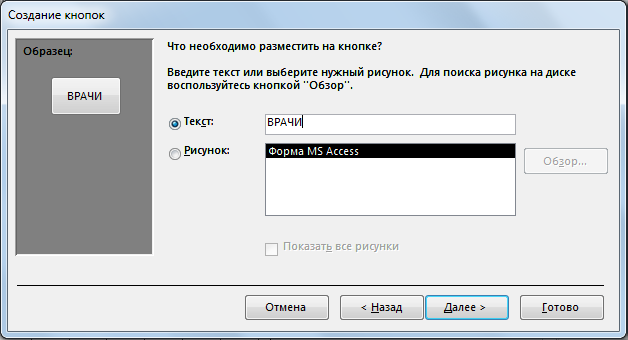 Создание кнопок
Образец:
ВРАЧИ
Что необходимо разместить на кнопке?
Введите текст или выберите нужный рисунок. Для поиска рисунка на диске
воспользуйтесь кнопкой "Обзор".
Текст:
ВРАЧИ
Рисунок:
Форма MS Access
Обзор...
Показать все рисунки
Отмена
< Назад
Далее >
Готово